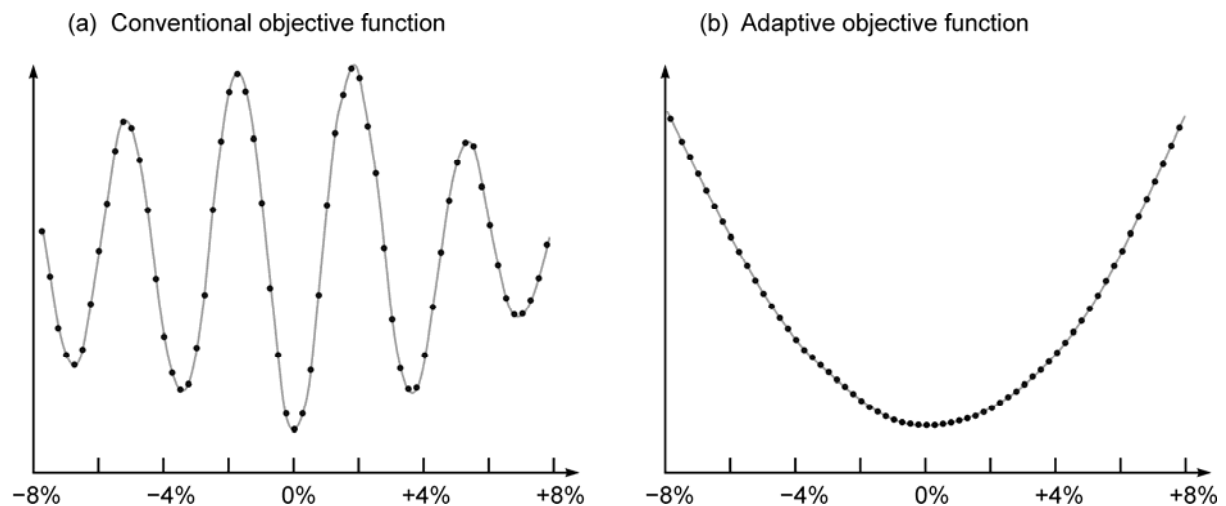 (a) Conventional objective function
(b) Adaptive objective function
−8% −4% 0% +4% +8%
−8% −4% 0% +4% +8%